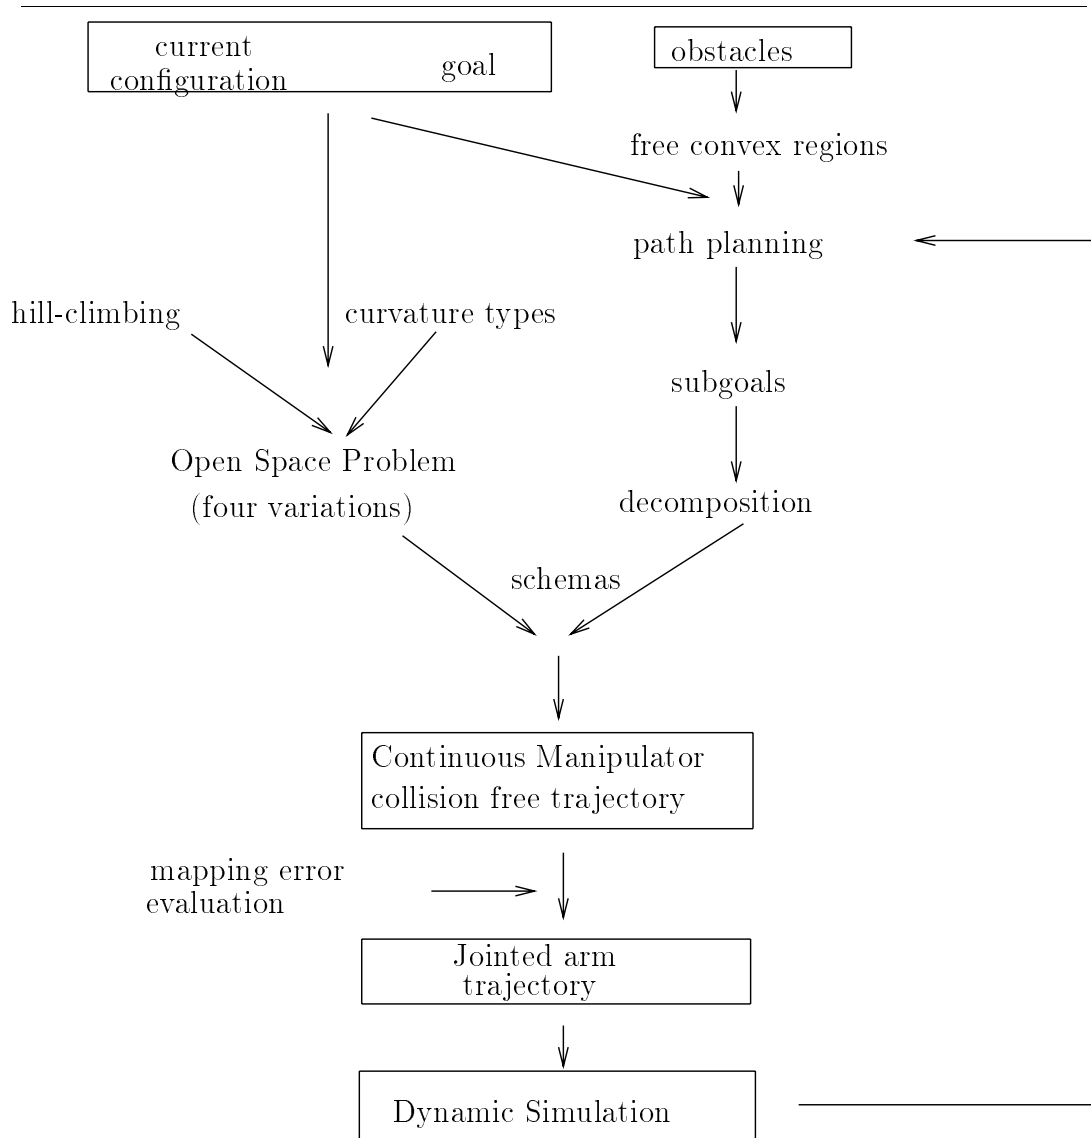 current
configuration
goal
obstacles
free convex regions
path planning
hill-climbing
curvature types
subgoals
Open Space Problem
(four variations)
decomposition
schemas
Continuous Manipulator
collision free trajectory
mapping error
evaluation
Jointed arm
trajectory
Dynamic Simulation